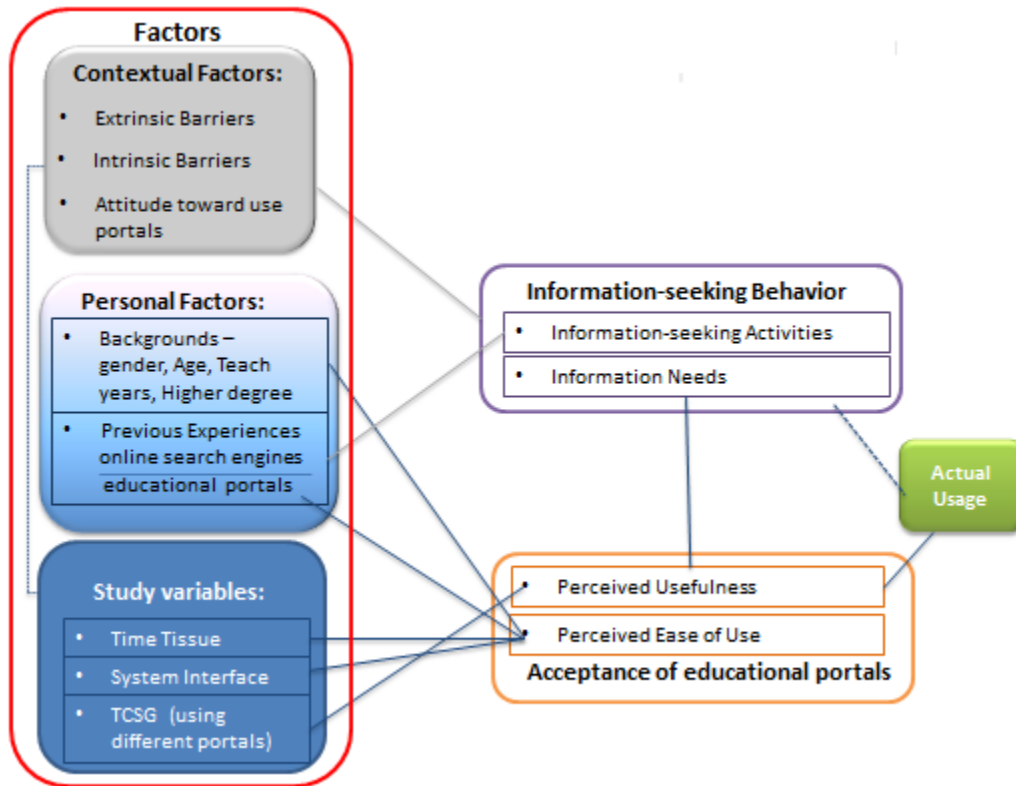 Factors
Contextual Factors:
• Extrinsic Barriers
• Intrinsic Barriers
• Attitude toward use
portals
Personal Factors:
• Backgrounds –
gender, Age, Teach
years, Higher degree
• Previous Experiences
online search engines
educational portals
Study variables:
• Time Tissue
• System Interface
• TCSG (using
different portals)
Information-seeking Behavior
• Information-seeking Activities
• Information Needs
Actual
Usage
• Perceived Usefulness
• Perceived Ease of Use
Acceptance of educational portals